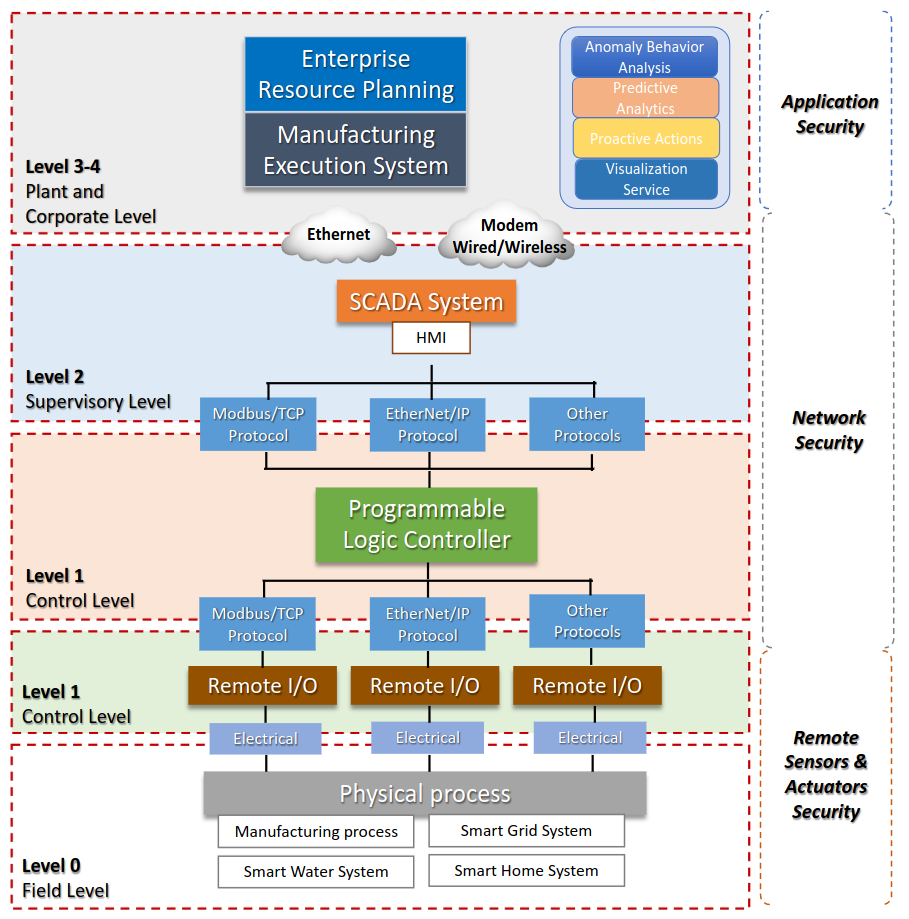 Enterprise
Resource Planning
Manufacturing
Execution System
Anomaly Behavior
Analysis
Predictive
Analytics
Proactive Actions
Visualization
Service
Application
Security
Level 3-4
Plant and
Corporate Level
Ethernet
Modem
Wired/Wireless
SCADA System
HMI
Level 2
Supervisory Level
Modbus/TCP
Protocol
EtherNet/IP
Protocol
Other
Protocols
Network
Security
Programmable
Logic Controller
Level 1
Control Level
Modbus/TCP
Protocol
EtherNet/IP
Protocol
Other
Protocols
Level 1
Control Level
Remote I/O
Remote I/O
Remote I/O
Electrical
Electrical
Electrical
Remote
Sensors &
Actuators
Security
Physical process
Manufacturing process
Smart Grid System
Smart Water System
Smart Home System
Level 0
Field Level